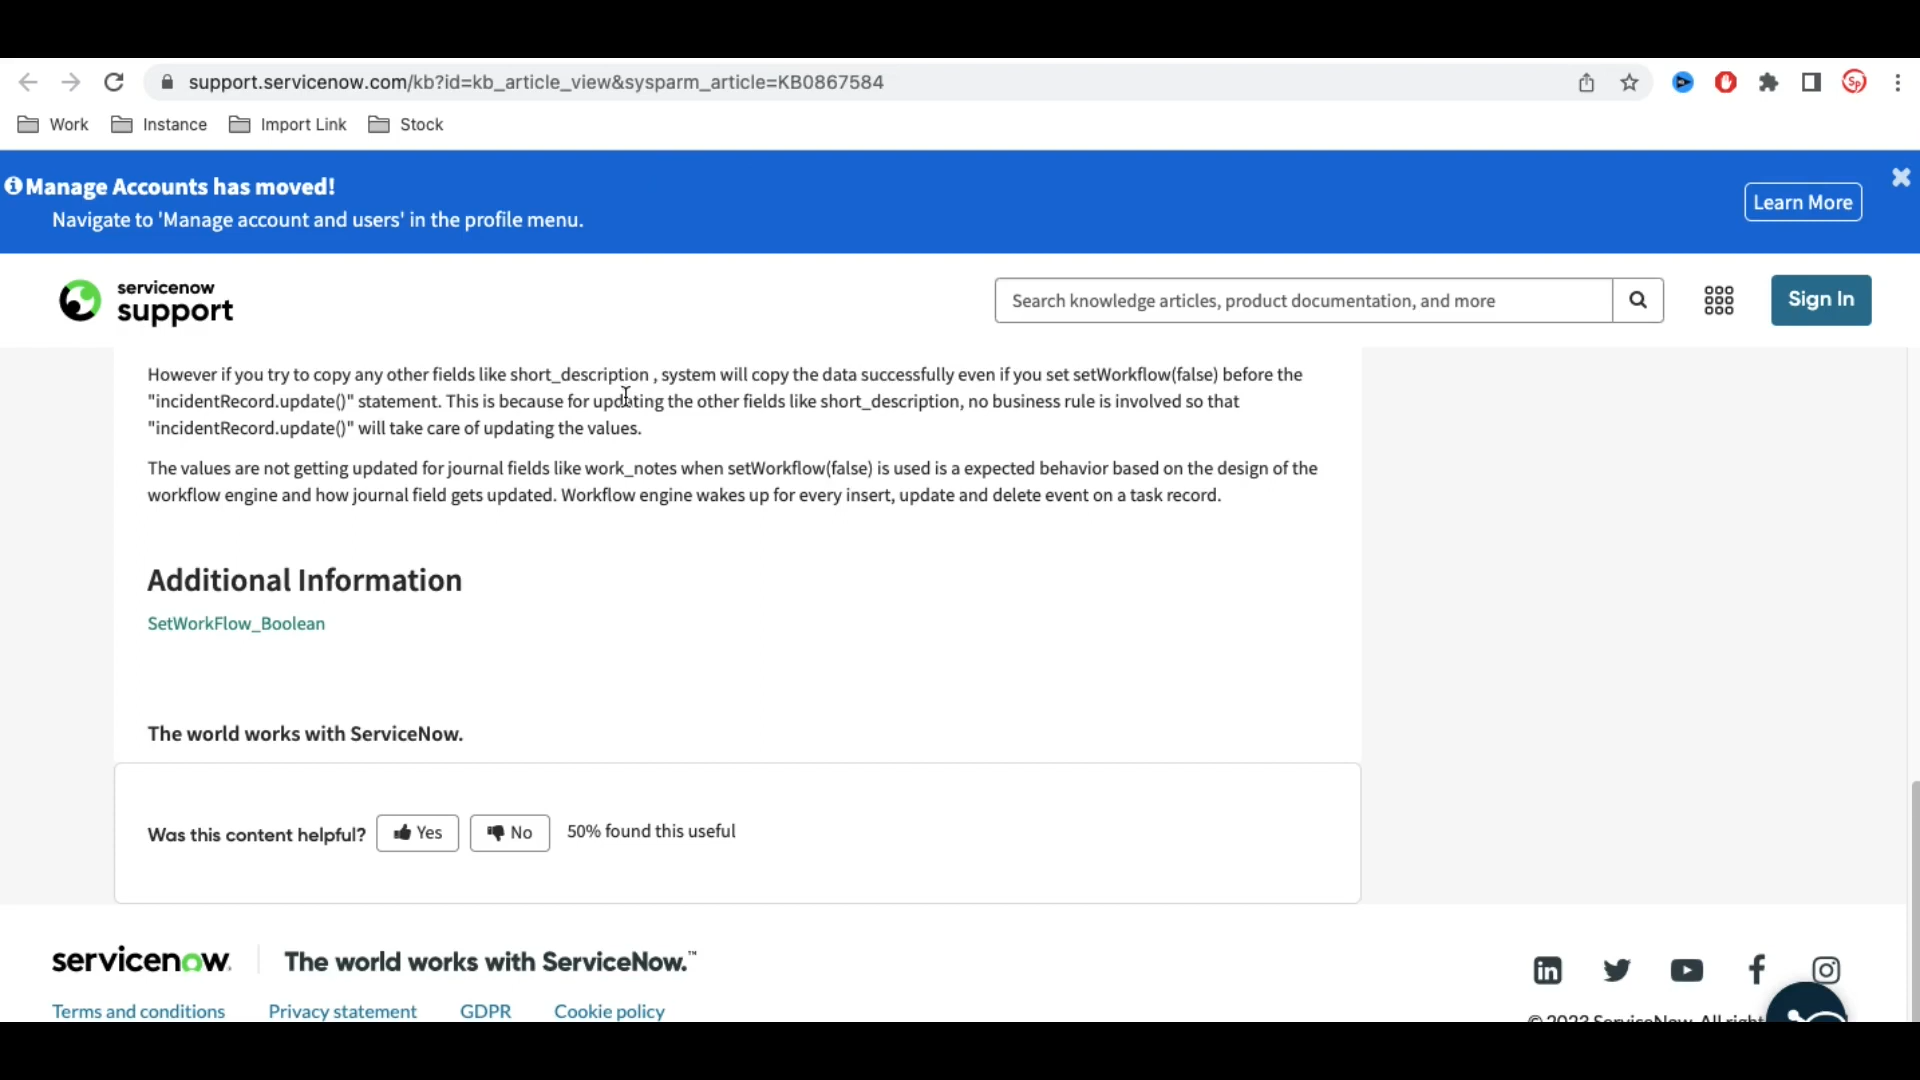 support.servicenow.com/kb?id=kb_article_view&sysparm_article=KB0867584
Sp
Work Instance Import Link Stock
Manage Accounts has moved!
Navigate to 'Manage account and users' in the profile menu.
Learn More
servicenow
support
Search knowledge articles, product documentation, and more
Sign In
However if you try to copy any other fields like short_description , system will copy the data successfully even if you set setWorkflow(false) before the
"incidentRecord.update()" statement. This is because for updating the other fields like short_description, no business rule is involved so that
"incidentRecord.update()" will take care of updating the values.
The values are not getting updated for journal fields like work_notes when setWorkflow(false) is used is a expected behavior based on the design of the
workflow engine and how journal field gets updated. Workflow engine wakes up for every insert, update and delete event on a task record.
Additional Information
SetWorkFlow_Boolean
The world works with ServiceNow.
Was this content helpful? Yes No 50% found this useful
servicenow. The world works with ServiceNow.™
Terms and conditions Privacy statement GDPR Cookie policy
© 2023 ServiceNow. All right